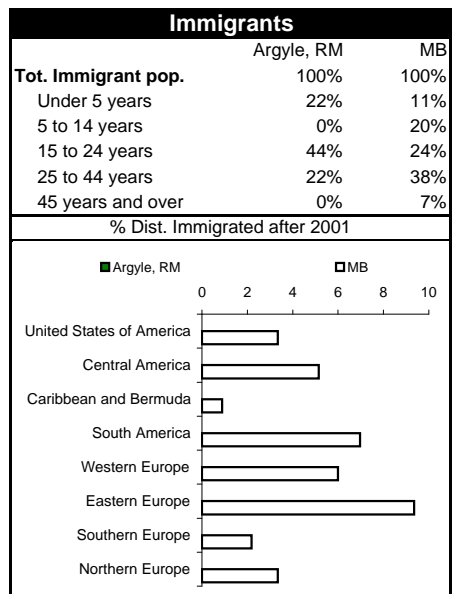 Immigrants
Argyle, RM MB
Tot. Immigrant pop. 100% 100%
Under 5 years 22% 11%
5 to 14 years 0% 20%
15 to 24 years 44% 24%
25 to 44 years 22% 38%
45 years and over 0% 7%
% Dist. Immigrated after 2001
Argyle, RM MB
0 2 4 6 8 10
United States of America
Central America
Caribbean and Bermuda
South America
Western Europe
Eastern Europe
Southern Europe
Northern Europe